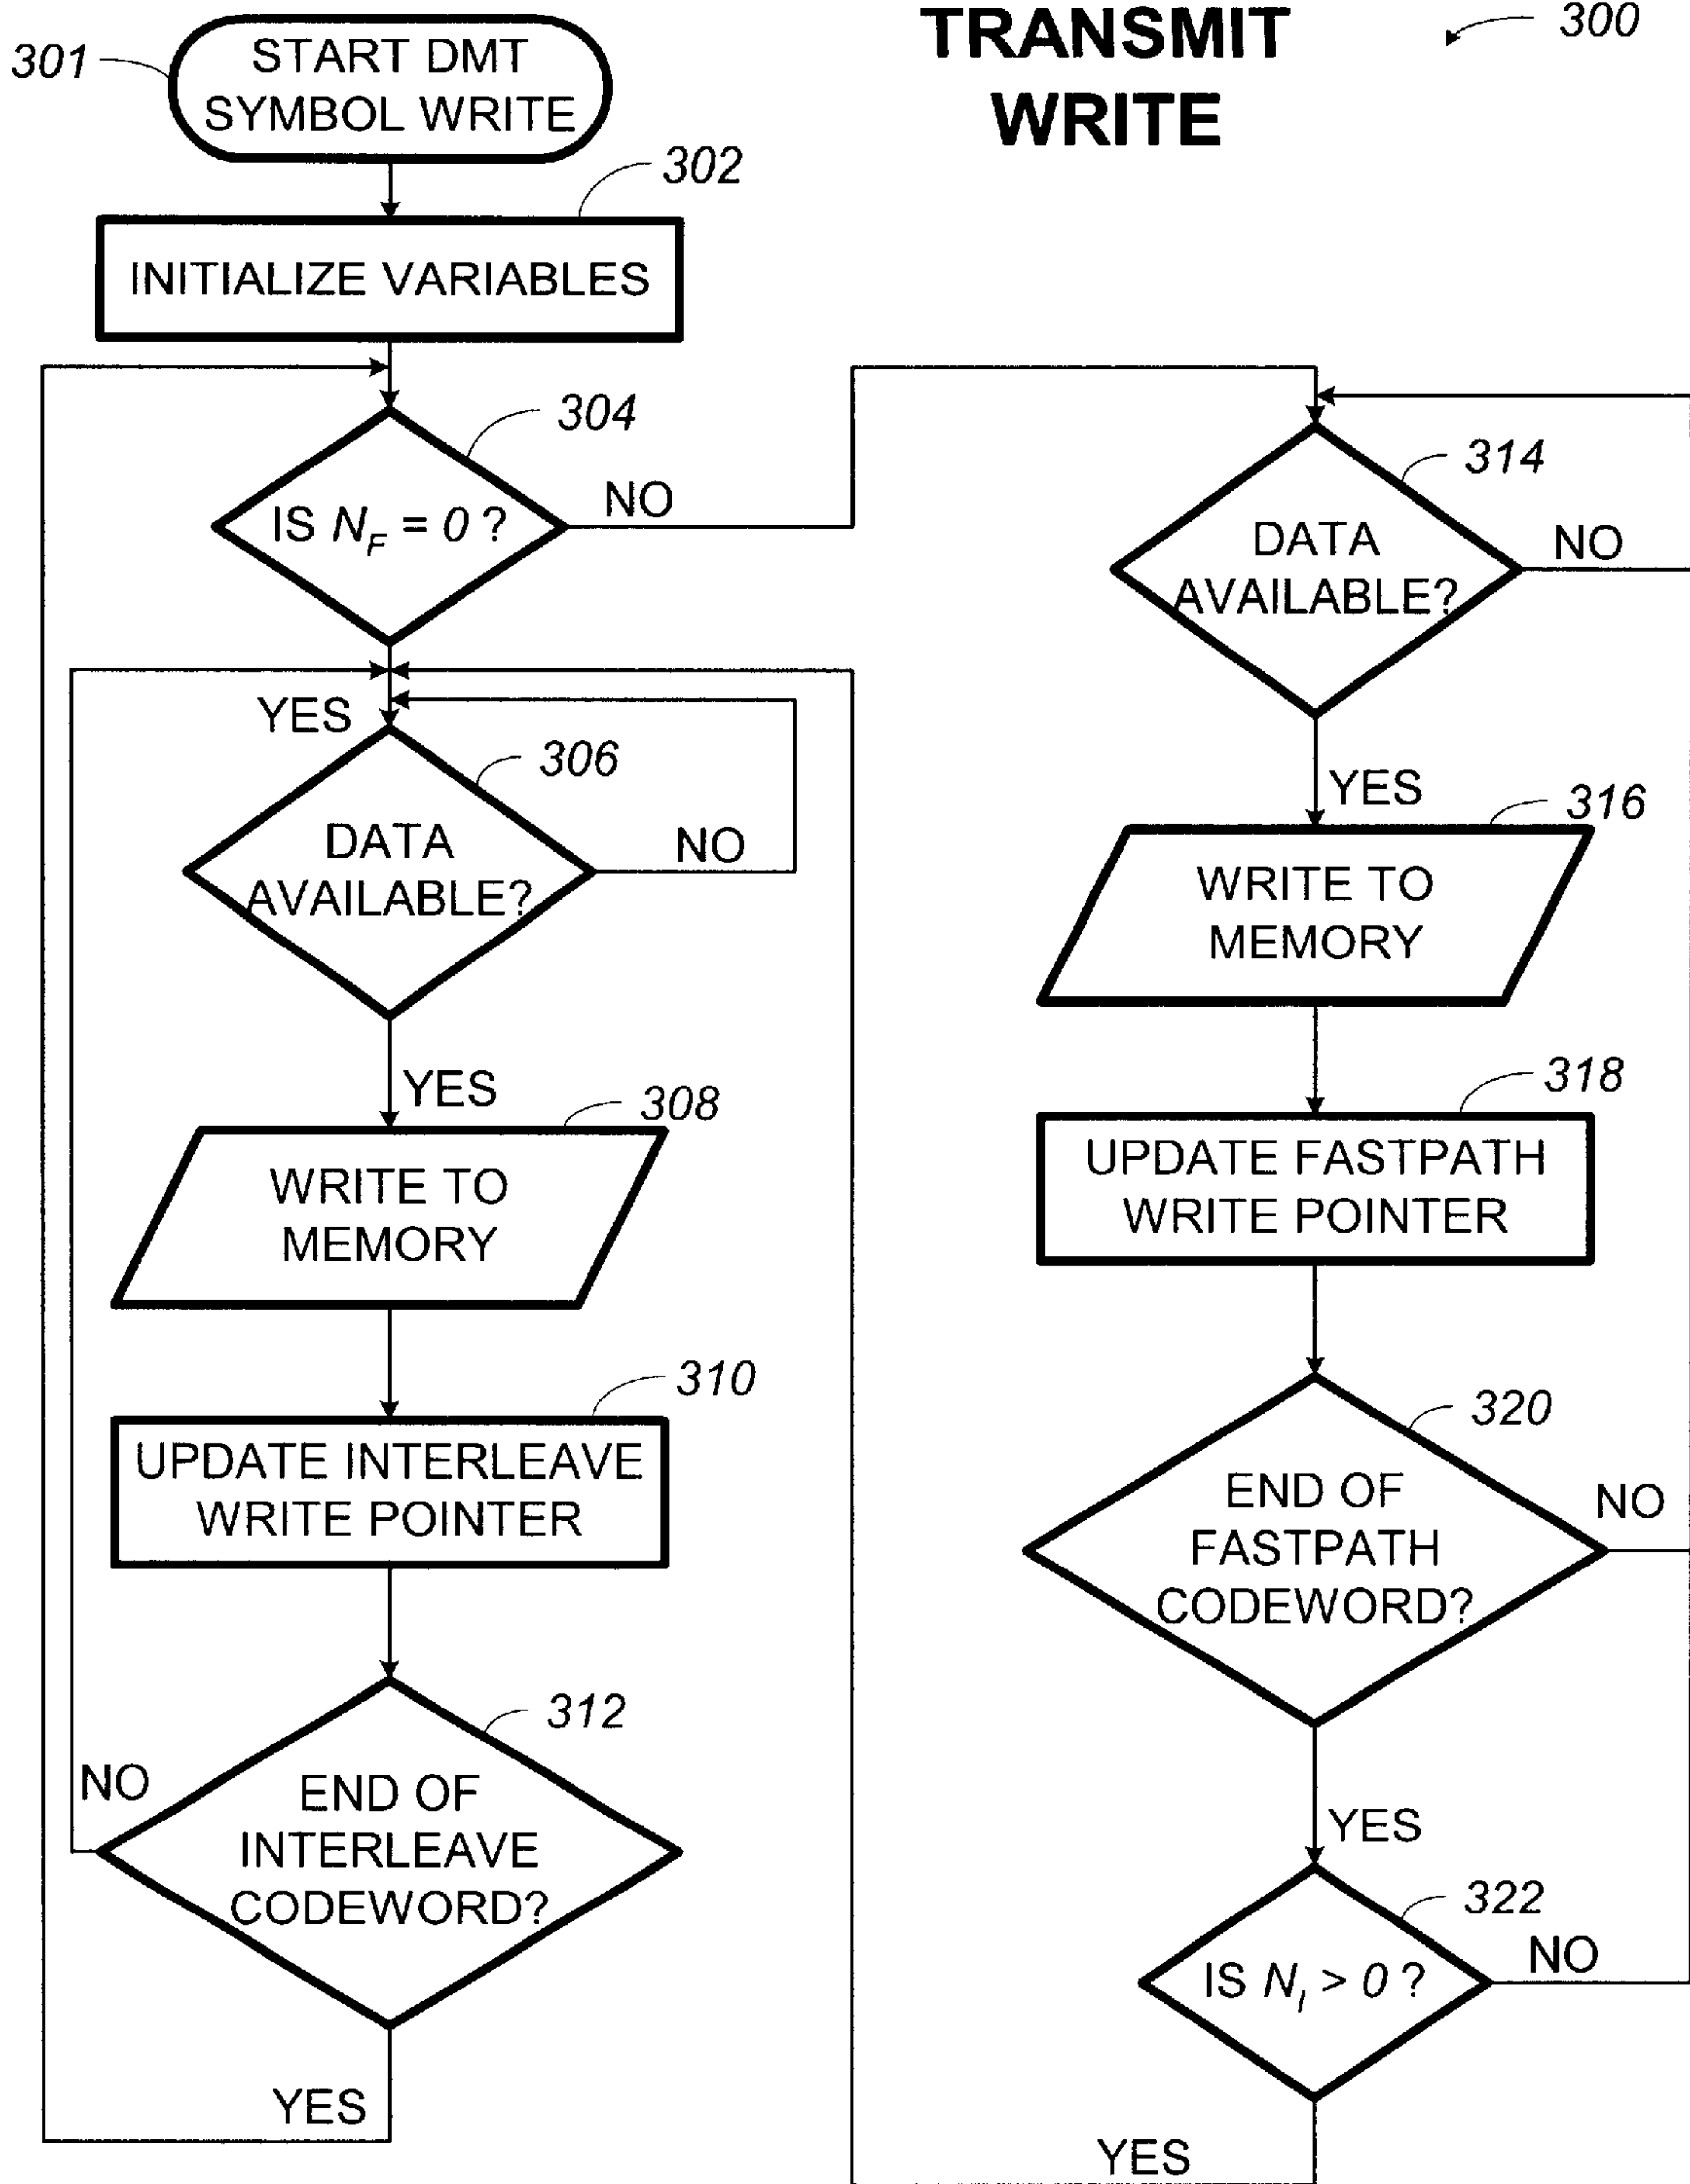 TRANSMIT
WRITE
300
301
START DMT
SYMBOL WRITE
302
INITIALIZE VARIABLES
304
IS N_F = 0 ?
NO
YES
306
DATA
AVAILABLE?
NO
YES
308
WRITE TO
MEMORY
310
UPDATE INTERLEAVE
WRITE POINTER
312
NO
END OF
INTERLEAVE
CODEWORD?
YES
314
DATA
AVAILABLE?
NO
YES
316
WRITE TO
MEMORY
318
UPDATE FASTPATH
WRITE POINTER
320
END OF
FASTPATH
CODEWORD?
NO
YES
322
IS N_I > 0 ?
NO
YES